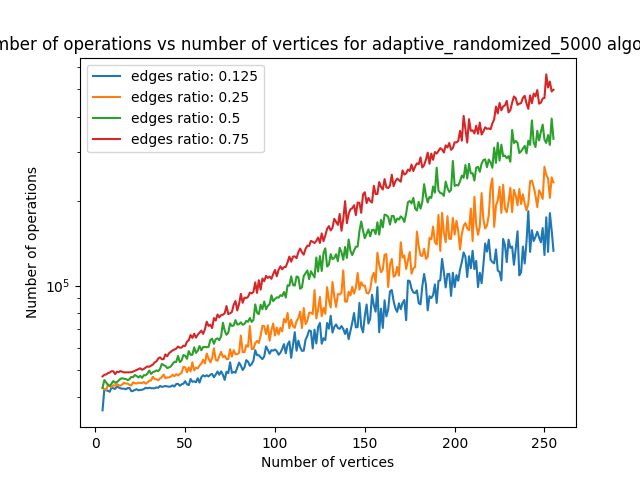 mber of operations vs number of vertices for adaptive_randomized_5000 algo
edges ratio: 0.125
edges ratio: 0.25
edges ratio: 0.5
edges ratio: 0.75
Number of operations
10⁵
0 50 100 150 200 250
Number of vertices